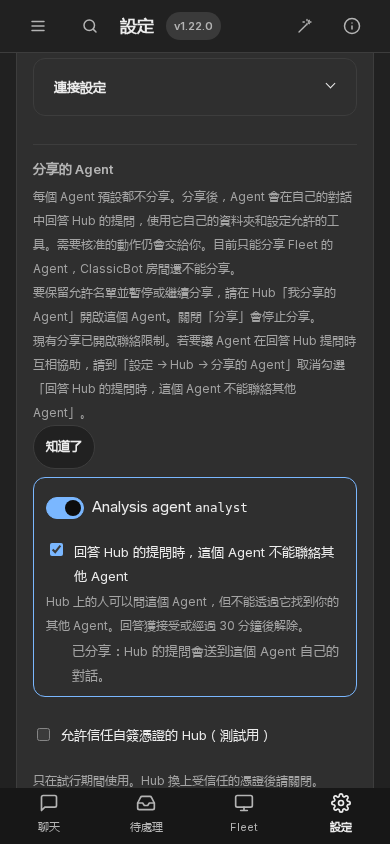 設定 v1.22.0
連接設定
分享的 Agent
每個 Agent 預設都不分享。分享後，Agent 會在自己的對話
中回答 Hub 的提問，使用它自己的資料夾和設定允許的工
具。需要核准的動作仍會交給你。目前只能分享 Fleet 的
Agent，ClassicBot 房間還不能分享。
要保留允許名單並暫停或繼續分享，請在 Hub「我分享的
Agent」開啟這個 Agent。關閉「分享」會停止分享。
現有分享已開啟聯絡限制。若要讓 Agent 在回答 Hub 提問時
互相協助，請到「設定 → Hub → 分享的 Agent」取消勾選
「回答 Hub 的提問時，這個 Agent 不能聯絡其他
Agent」。
知道了
Analysis agent analyst
回答 Hub 的提問時，這個 Agent 不能聯絡其
他 Agent
Hub 上的人可以問這個 Agent，但不能透過它找到你的
其他 Agent。回答獲接受或經過 30 分鐘後解除。
已分享：Hub 的提問會送到這個 Agent 自己的
對話。
允許信任自簽憑證的 Hub（測試用）
只在試行期間使用。Hub 換上受信任的憑證後請關閉。
聊天 待處理 Fleet 設定